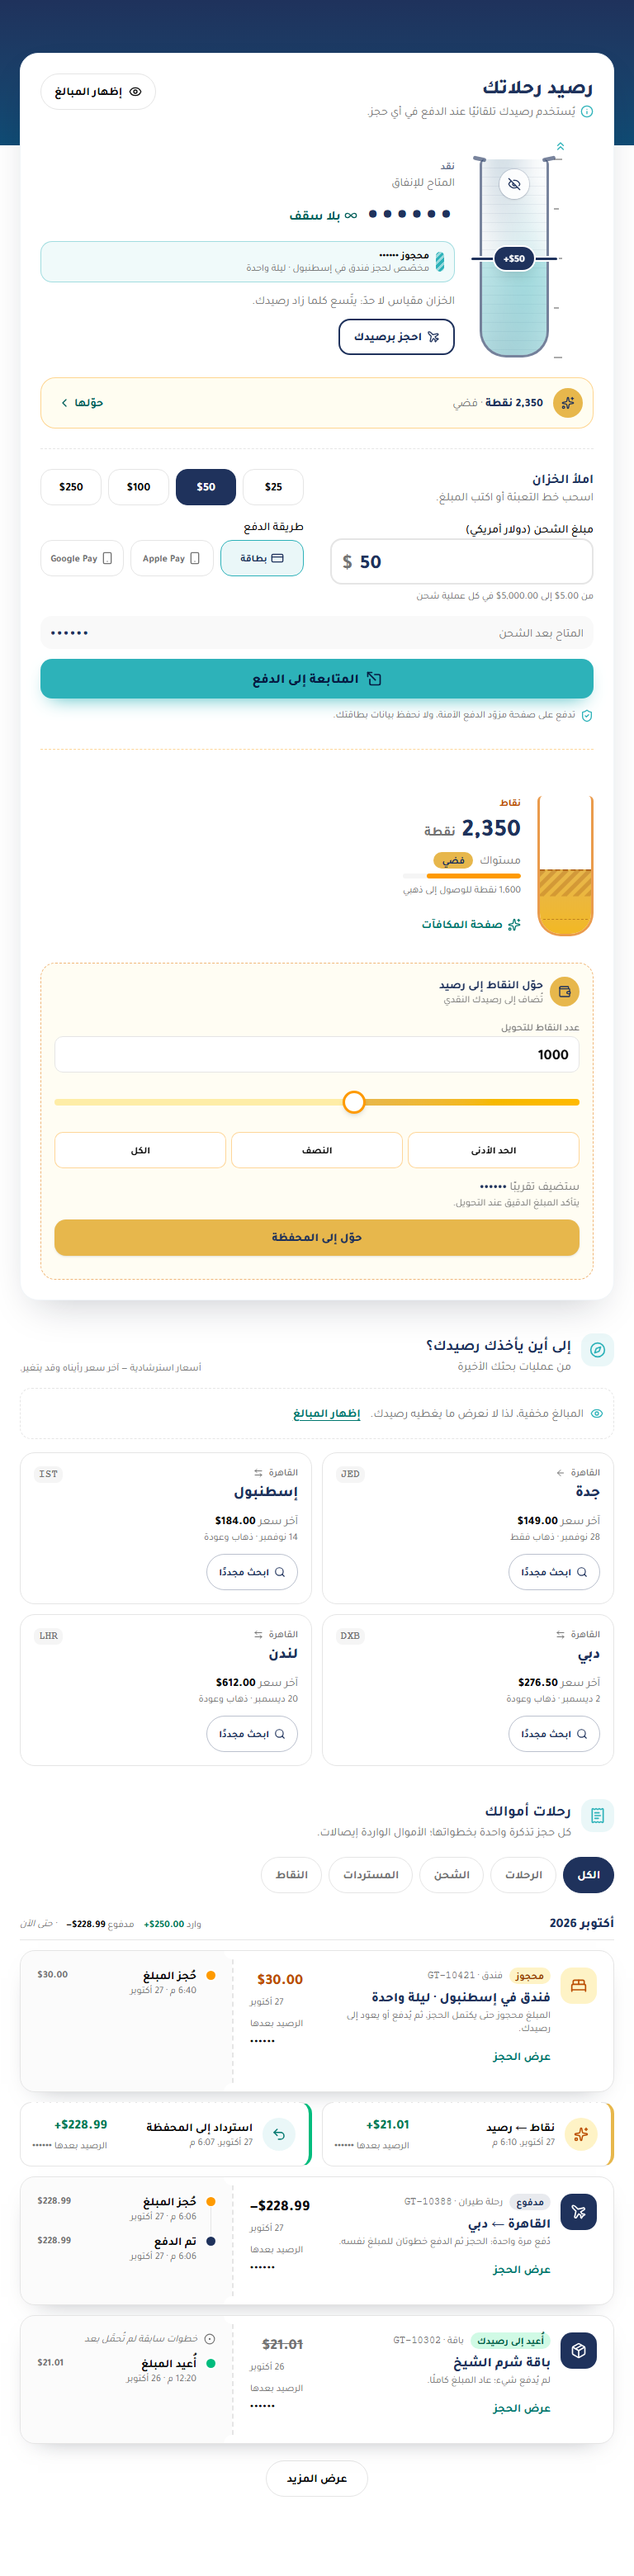 رصيد رحلاتك
يُستخدم رصيدك تلقائيًا عند الدفع في أي حجز.
إظهار المبالغ
نقد
المتاح للإنفاق
•••••• ∞ بلا سقف
+$50
محجوز ••••••
مخصّص لحجز فندق في إسطنبول · ليلة واحدة
الخزان مقياس لا حدّ: يتّسع كلما زاد رصيدك.
احجز برصيدك
2,350 نقطة · فضي
حوّلها
املأ الخزان
اسحب خط التعبئة أو اكتب المبلغ.
$25
$50
$100
$250
مبلغ الشحن (دولار أمريكي)
$ 50
من $5.00 إلى $5,000.00 في كل عملية شحن
طريقة الدفع
بطاقة
Apple Pay
Google Pay
المتاح بعد الشحن
••••••
المتابعة إلى الدفع
تدفع على صفحة مزوّد الدفع الآمنة، ولا نحفظ بيانات بطاقتك.
نقاط
2,350 نقطة
مستواك فضي
1,600 نقطة للوصول إلى ذهبي
صفحة المكافآت
حوّل النقاط إلى رصيد
تُضاف إلى رصيدك النقدي
عدد النقاط للتحويل
1000
الحد الأدنى
النصف
الكل
ستضيف تقريبًا ••••••
يتأكد المبلغ الدقيق عند التحويل.
حوّل إلى المحفظة
إلى أين يأخذك رصيدك؟
من عمليات بحثك الأخيرة
أسعار استرشادية — آخر سعر رأيناه وقد يتغير.
المبالغ مخفية، لذا لا نعرض ما يغطيه رصيدك. إظهار المبالغ
القاهرة ←
JED
جدة
آخر سعر $149.00
28 نوفمبر · ذهاب فقط
ابحث مجددًا
القاهرة
IST
إسطنبول
آخر سعر $184.00
14 نوفمبر · ذهاب وعودة
ابحث مجددًا
القاهرة
DXB
دبي
آخر سعر $276.50
2 ديسمبر · ذهاب وعودة
ابحث مجددًا
القاهرة
LHR
لندن
آخر سعر $612.00
20 ديسمبر · ذهاب وعودة
ابحث مجددًا
رحلات أموالك
كل حجز تذكرة واحدة بخطواتها؛ الأموال الواردة إيصالات.
الكل
الرحلات
الشحن
المستردات
النقاط
أكتوبر 2026
وارد +$250.00 مدفوع −$228.99 · حتى الآن
محجوز فندق · GT-10421
فندق في إسطنبول · ليلة واحدة
المبلغ محجوز حتى يكتمل الحجز، ثم يُدفع أو يعود إلى رصيدك.
عرض الحجز
$30.00
27 أكتوبر
الرصيد بعدها
••••••
حُجز المبلغ
$30.00
6:40 م · 27 أكتوبر
نقاط ← رصيد
27 أكتوبر، 6:10 م
+$21.01
الرصيد بعدها ••••••
استرداد إلى المحفظة
27 أكتوبر، 6:07 م
+$228.99
الرصيد بعدها ••••••
مدفوع رحلة طيران · GT-10388
القاهرة ← دبي
دُفع مرة واحدة: الحجز ثم الدفع خطوتان للمبلغ نفسه.
عرض الحجز
−$228.99
27 أكتوبر
الرصيد بعدها
••••••
حُجز المبلغ
$228.99
6:06 م · 27 أكتوبر
تم الدفع
$228.99
6:06 م · 27 أكتوبر
أُعيد إلى رصيدك باقة · GT-10302
باقة شرم الشيخ
لم يُدفع شيء؛ عاد المبلغ كاملًا.
عرض الحجز
$21.01
26 أكتوبر
الرصيد بعدها
••••••
خطوات سابقة لم تُحمَّل بعد
أُعيد المبلغ
$21.01
12:20 م · 26 أكتوبر
عرض المزيد